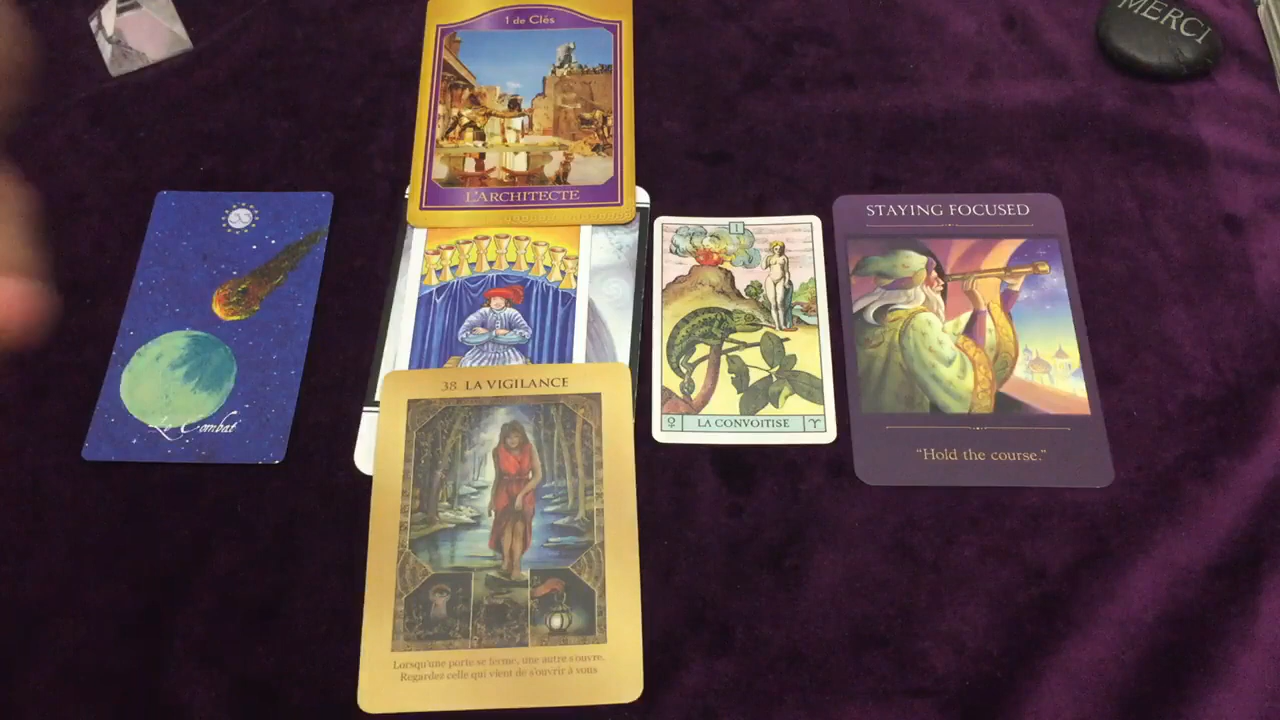 MERCI
1 de Clés
L'ARCHITECTE
Le Combat
I
LA CONVOITISE
STAYING FOCUSED
"Hold the course."
38 LA VIGILANCE
Lorsqu'une porte se ferme, une autre s'ouvre.
Regardez celle qui vient de s'ouvrir à vous